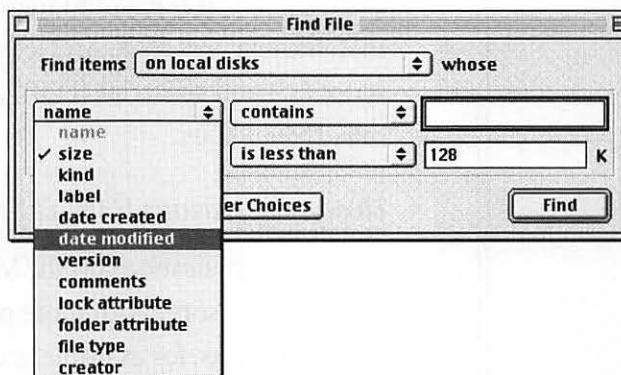 Find File
Find items on local disks whose
name contains
name
size is less than 128 K
kind
label
date created
er Choices Find
date modified
version
comments
lock attribute
folder attribute
file type
creator